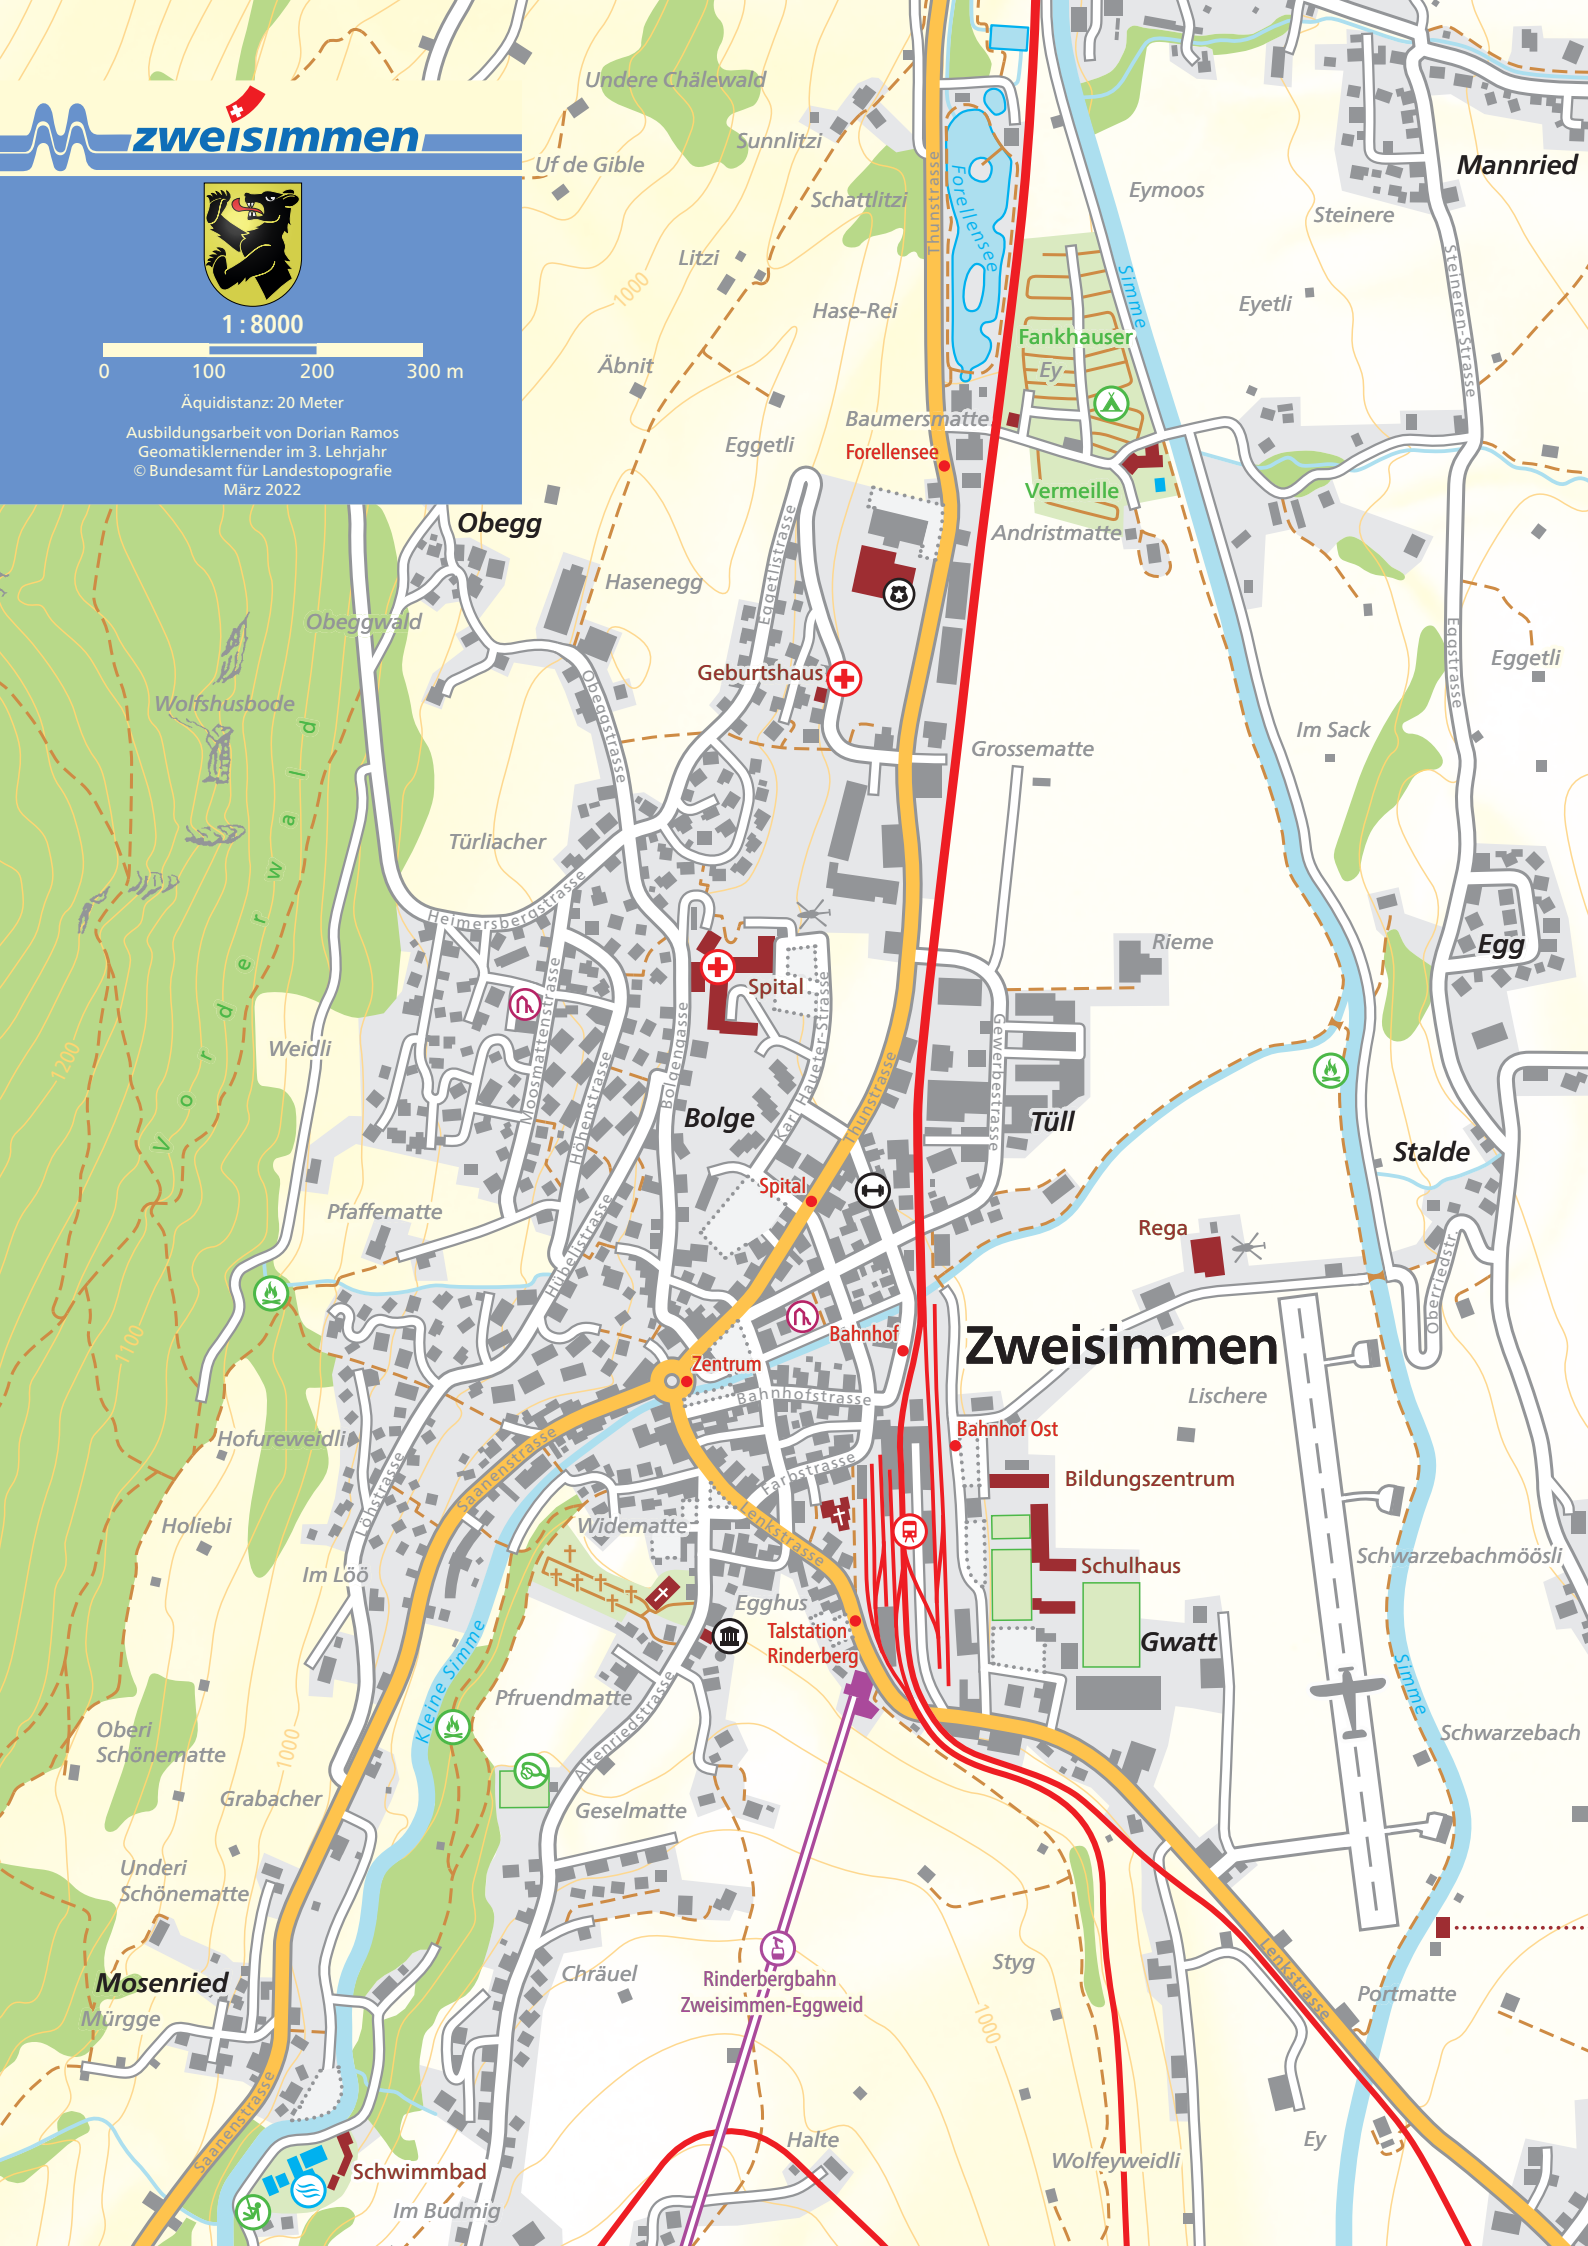 zweisimmen
1 : 8000
0 100 200 300 m
Äquidistanz: 20 Meter
Ausbildungsarbeit von Dorian Ramos
Geomatiklernender im 3. Lehrjahr
© Bundesamt für Landestopografie
März 2022
Undere Chälewald
Sunnlitzi
Uf de Gible
Schattlitzi
Thunstrasse
Forellensee
Eymoos
Mannried
Steinere
Litzi
1000
Hase-Rei
Simme
Eyetli
Steineren-Strasse
Fankhauser
Ey
Äbnit
Baumersmatte
Eggetli
Forellensee
Vermeille
Andristmatte
Obegg
Eggetlistrasse
Hasenegg
Obeggwald
Eggstrasse
Eggetli
Geburtshaus
Wolfshusbode
Vorderwald
Obeggstrasse
Im Sack
Grossematte
Türliacher
Heimersbergstrasse
Rieme
Egg
Spital
Moosmattenstrasse
Bolgengasse
Karl Haueter-Strasse
Gewerbestrasse
Weidli
1200
Höhenstrasse
Thunstrasse
Bolge
Tüll
Stalde
Spital
Pfaffematte
Hübelistrasse
Rega
Oberriedstr.
1100
Bahnhof
Zweisimmen
Zentrum
Bahnhofstrasse
Lischere
Hofureweidli
Saanenstrasse
Bahnhof Ost
Farbstrasse
Bildungszentrum
Löhstrasse
Holiebi
Widematte
Lenkstrasse
Schwarzebachmöösli
Im Löö
Schulhaus
Egghus
Talstation
Rinderberg
Gwatt
Kleine Simme
Simme
Pfruendmatte
Altenriedstrasse
Oberi
Schönematte
1000
Schwarzebach
Grabacher
Geselmatte
Underi
Schönematte
Mosenried
Mürgge
Chräuel
Rinderbergbahn
Zweisimmen-Eggweid
Styg
1000
Lenkstrasse
Portmatte
Saanenstrasse
Halte
Wolfeyweidli
Ey
Schwimmbad
Im Budmig